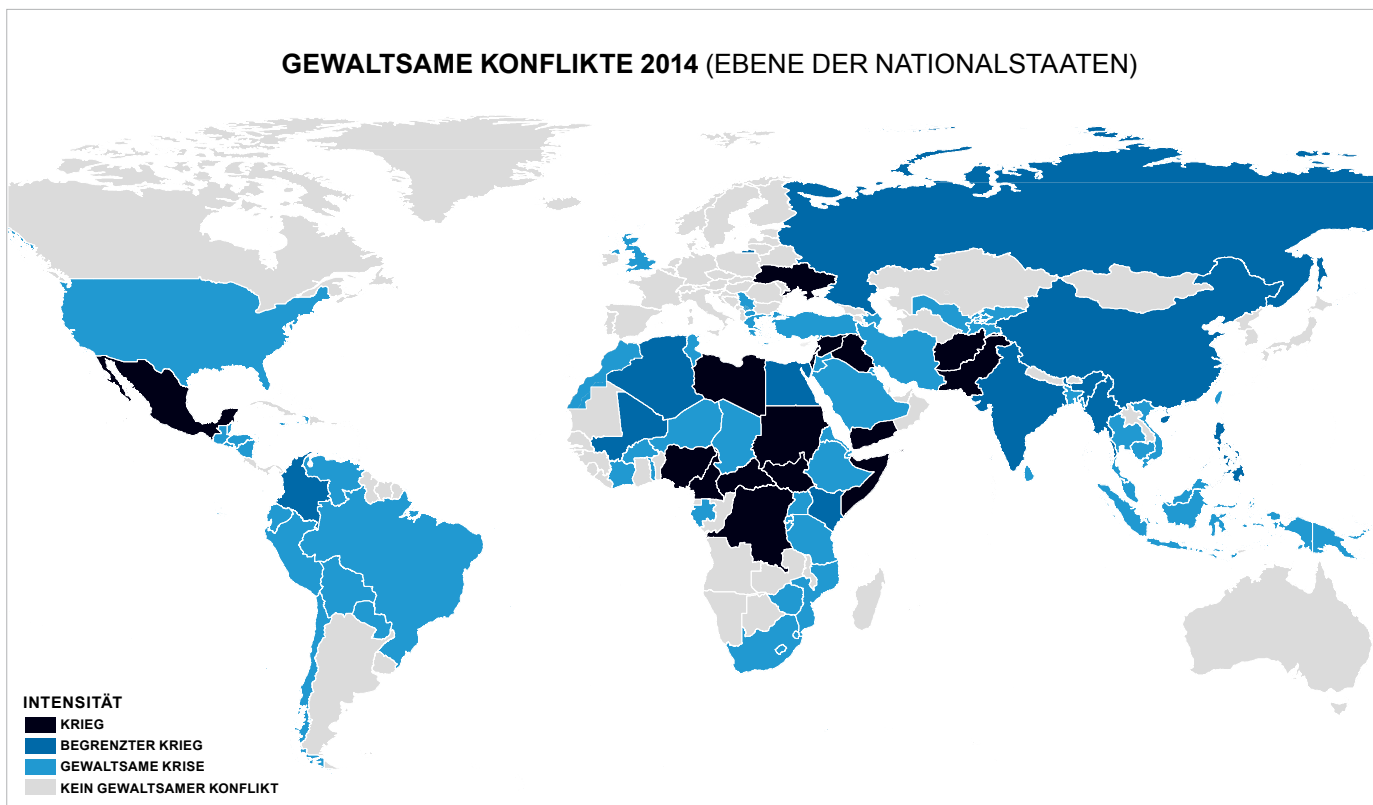 GEWALTSAME KONFLIKTE 2014 (EBENE DER NATIONALSTAATEN)
INTENSITÄT
KRIEG
BEGRENZTER KRIEG
GEWALTSAME KRISE
KEIN GEWALTSAMER KONFLIKT